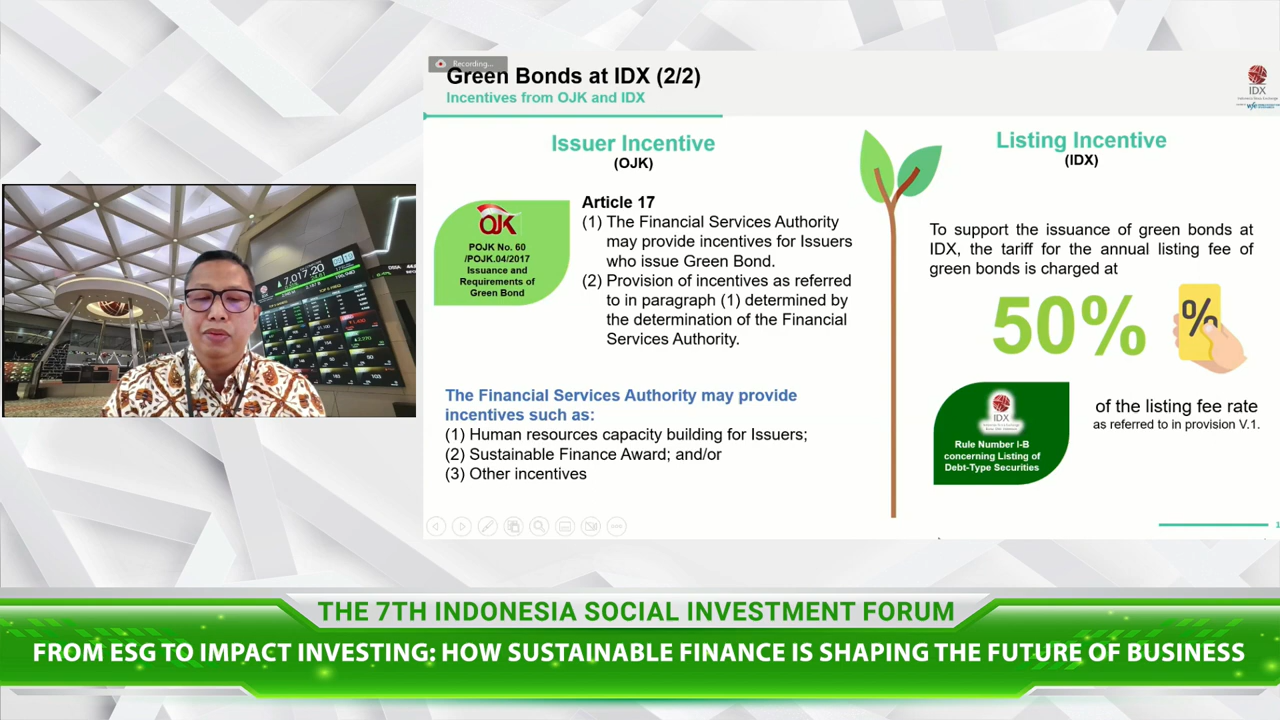 Recording...
Green Bonds at IDX (2/2)
Incentives from OJK and IDX
IDX
Indonesia Stock Exchange
Issuer Incentive
(OJK)
OJK
POJK No. 60
/POJK.04/2017
Issuance and
Requirements of
Green Bond
Article 17
(1) The Financial Services Authority
may provide incentives for Issuers
who issue Green Bond.
(2) Provision of incentives as referred
to in paragraph (1) determined by
the determination of the Financial
Services Authority.
The Financial Services Authority may provide
incentives such as:
(1) Human resources capacity building for Issuers;
(2) Sustainable Finance Award; and/or
(3) Other incentives
Listing Incentive
(IDX)
To support the issuance of green bonds at
IDX, the tariff for the annual listing fee of
green bonds is charged at
50%
%
IDX
Rule Number I-B
concerning Listing of
Debt-Type Securities
of the listing fee rate
as referred to in provision V.1.
7,017.20
THE 7TH INDONESIA SOCIAL INVESTMENT FORUM
FROM ESG TO IMPACT INVESTING: HOW SUSTAINABLE FINANCE IS SHAPING THE FUTURE OF BUSINESS